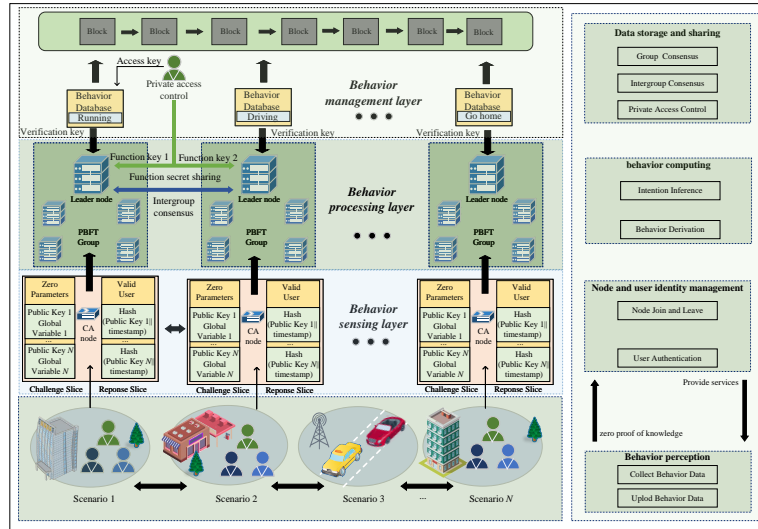 Block Block Block Block Block Block Block
Access key
Private access
control
Behavior
Database
Running
Behavior
Database
Driving
Behavior
management layer
Behavior
Database
Go home
Verification key
Verification key
Verification key
Function key 1
Function key 2
Function secret sharing
Intergroup
consensus
Leader node
PBFT
Group
Leader node
PBFT
Group
Behavior
processing layer
Leader node
PBFT
Group
Zero
Parameters
Public Key 1
Global
Variable 1
...
Public Key N
Global
Variable N
CA
node
Valid
User
Hash
(Public Key 1||
timestamp)
...
Hash
(Public Key N||
timestamp)
Challenge Slice
Reponse Slice
Zero
Parameters
Public Key 1
Global
Variable 1
...
Public Key N
Global
Variable N
CA
node
Valid
User
Hash
(Public Key 1||
timestamp)
...
Hash
(Public Key N||
timestamp)
Challenge Slice
Reponse Slice
Behavior
sensing layer
Zero
Parameters
Public Key 1
Global
Variable 1
...
Public Key N
Global
Variable N
CA
node
Valid
User
Hash
(Public Key 1||
timestamp)
...
Hash
(Public Key N||
timestamp)
Challenge Slice
Reponse Slice
Scenario 1
Scenario 2
Scenario 3
...
Scenario N
Data storage and sharing
Group Consensus
Intergroup Consensus
Private Access Control
behavior computing
Intention Inference
Behavior Derivation
Node and user identity management
Node Join and Leave
User Authentication
Provide services
zero proof of knowledge
Behavior perception
Collect Behavior Data
Uplod Behavior Data